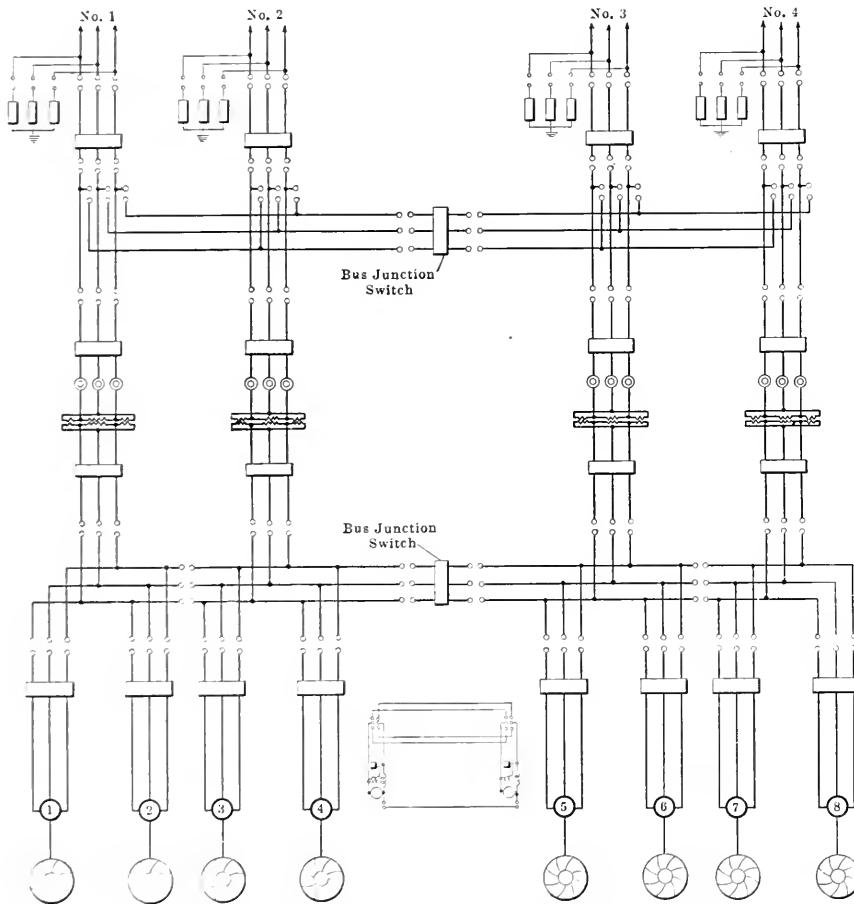 No. 1
No. 2
No. 3
No. 4
Bus Junction
Switch
Bus Junction
Switch
1
2
3
4
5
6
7
8